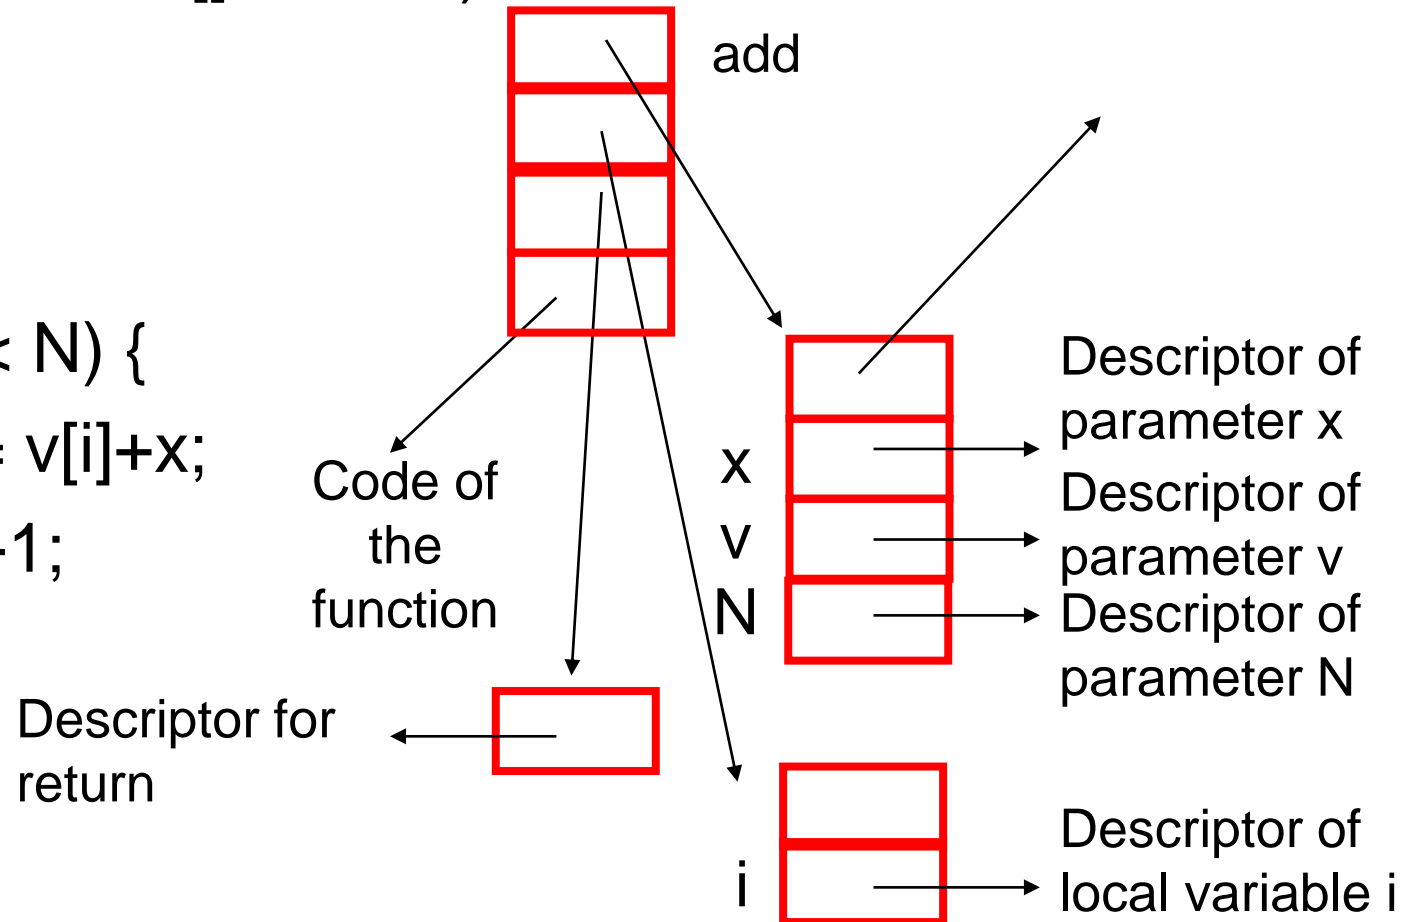 add
< N) {
= v[i]+x;
1;
Code of
the
function
Descriptor for
return
x
v
N
i
Descriptor of
parameter x
Descriptor of
parameter v
Descriptor of
parameter N
Descriptor of
local variable i